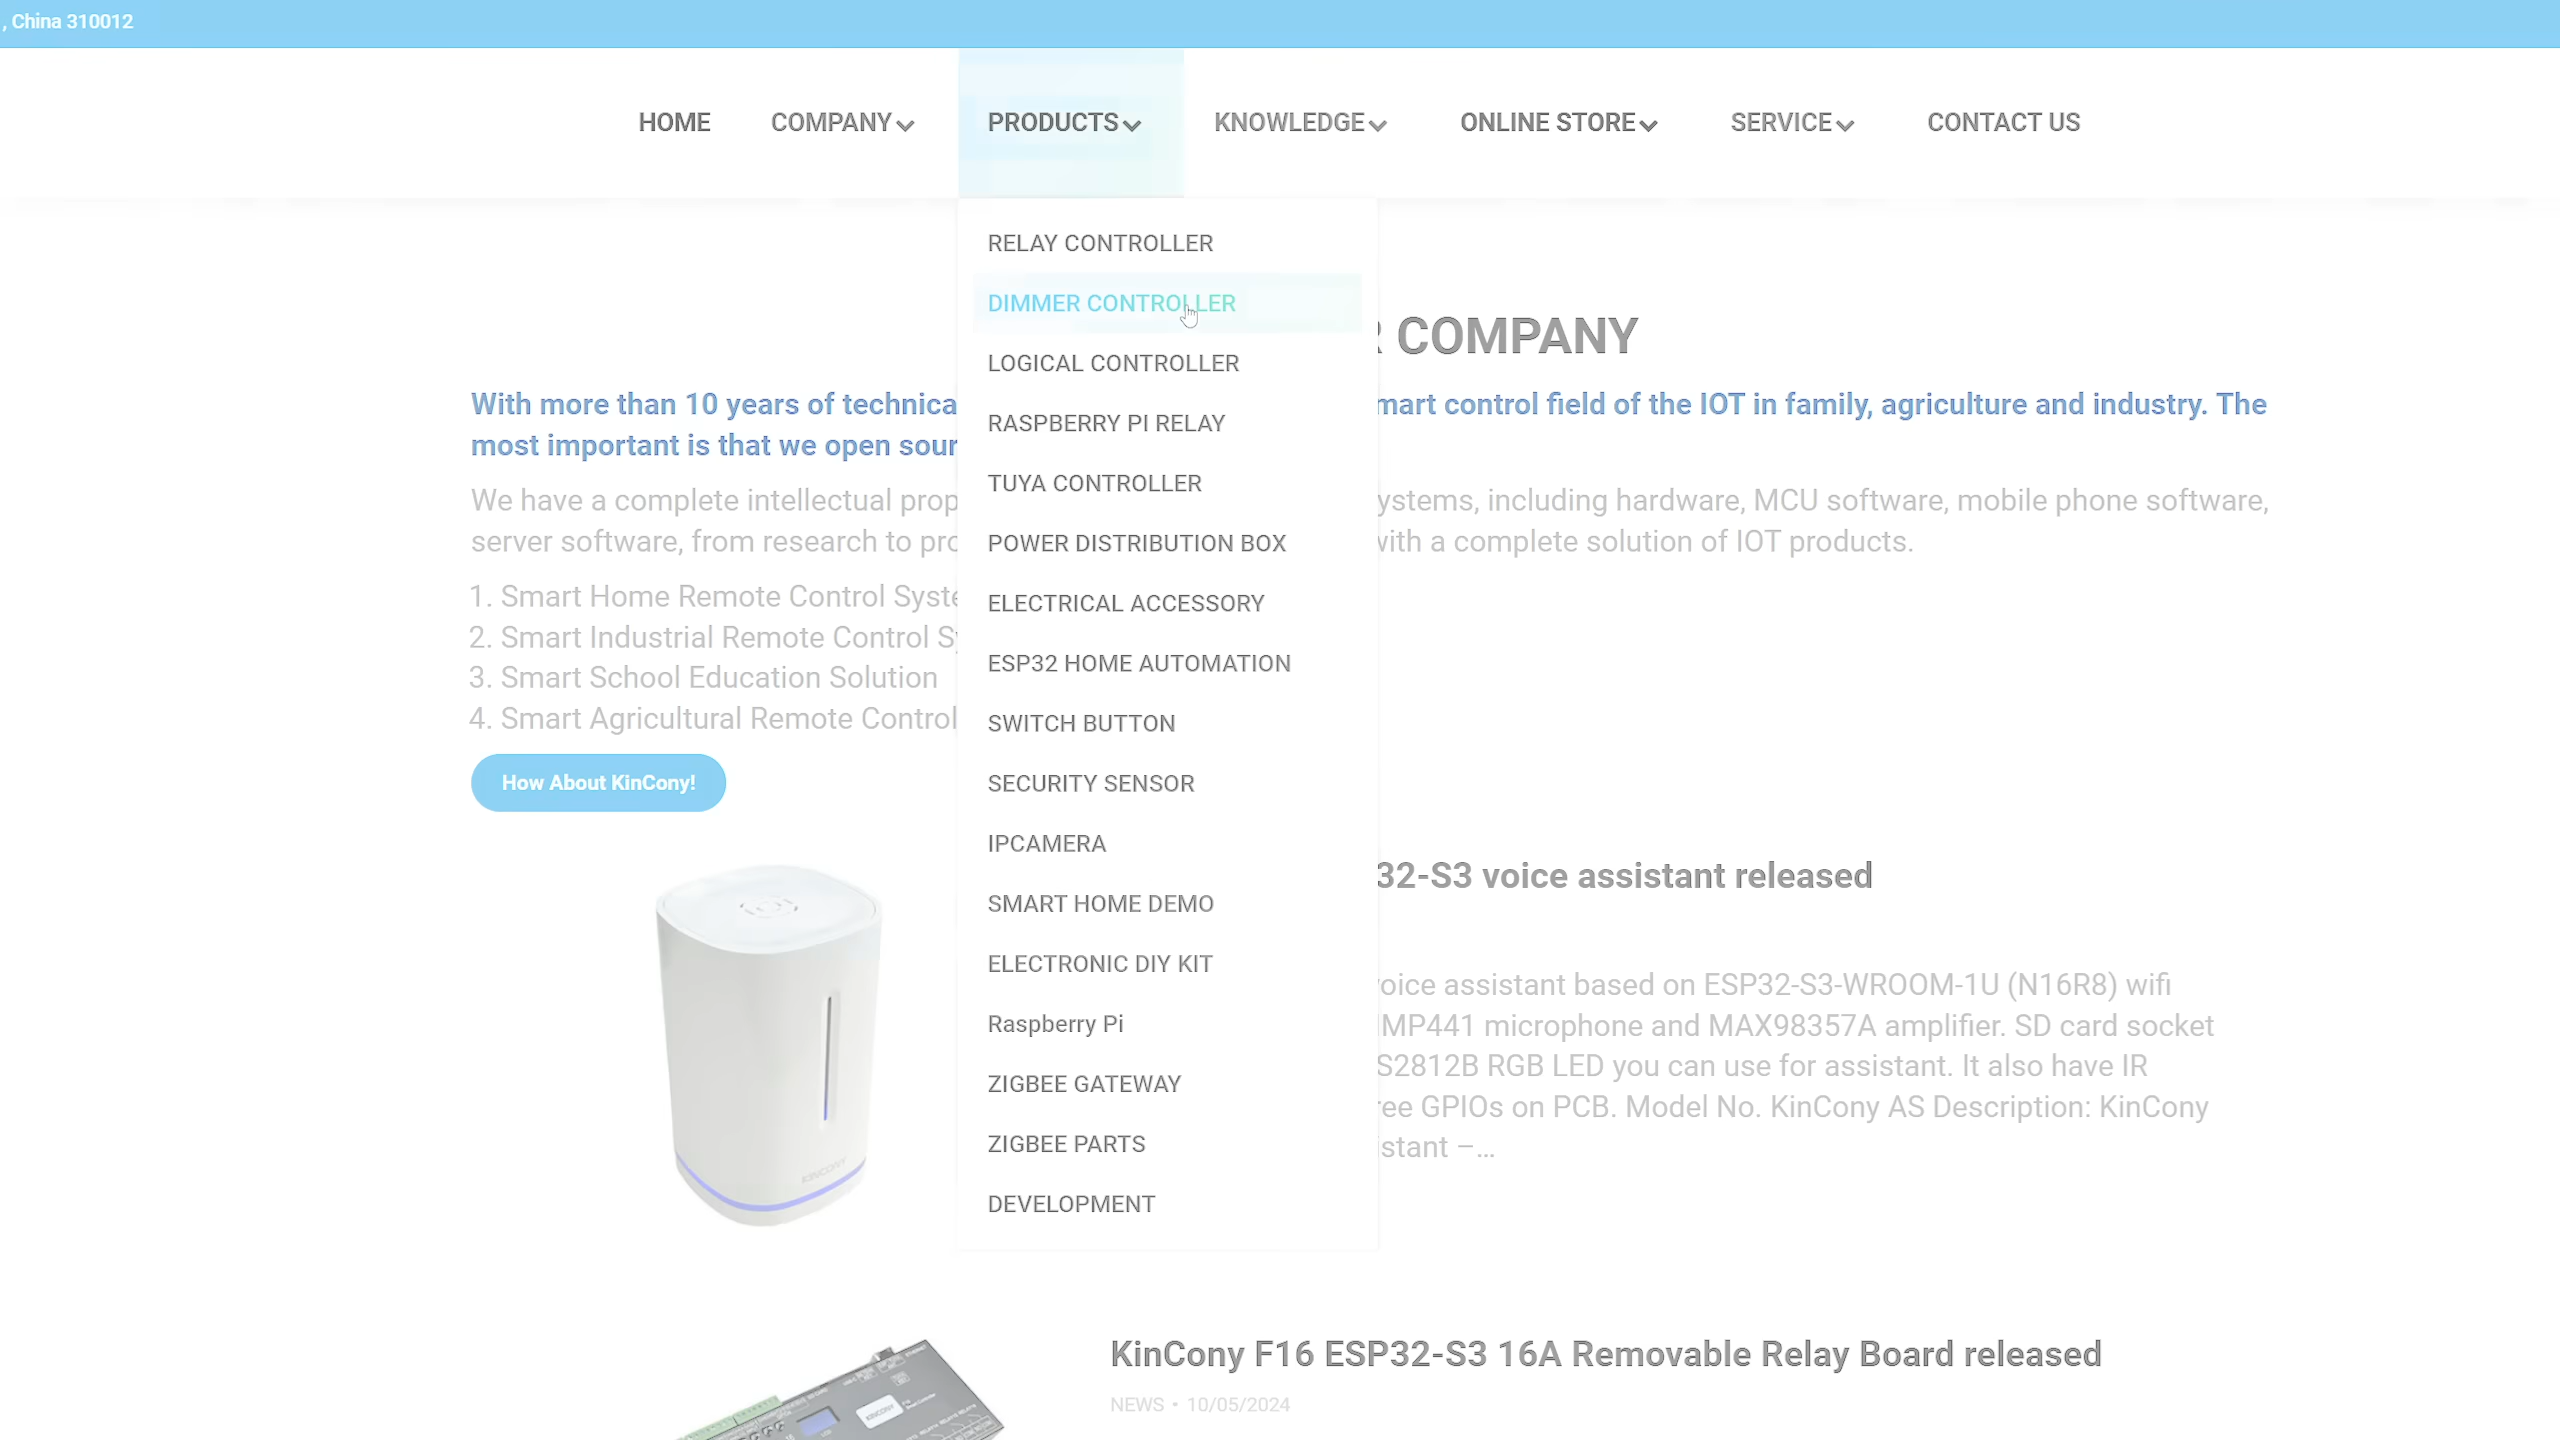 , China 310012
HOME COMPANY PRODUCTS KNOWLEDGE ONLINE STORE SERVICE CONTACT US
RELAY CONTROLLER
DIMMER CONTROLLER
LOGICAL CONTROLLER
RASPBERRY PI RELAY
TUYA CONTROLLER
POWER DISTRIBUTION BOX
ELECTRICAL ACCESSORY
ESP32 HOME AUTOMATION
SWITCH BUTTON
SECURITY SENSOR
IPCAMERA
SMART HOME DEMO
ELECTRONIC DIY KIT
Raspberry Pi
ZIGBEE GATEWAY
ZIGBEE PARTS
DEVELOPMENT
COMPANY
With more than 10 years of technica mart control field of the IOT in family, agriculture and industry. The
most important is that we open sour
We have a complete intellectual prop ystems, including hardware, MCU software, mobile phone software,
server software, from research to pro with a complete solution of IOT products.
1. Smart Home Remote Control Syste
2. Smart Industrial Remote Control Sy
3. Smart School Education Solution
4. Smart Agricultural Remote Control
How About KinCony!
KINCONY
32-S3 voice assistant released
voice assistant based on ESP32-S3-WROOM-1U (N16R8) wifi
MP441 microphone and MAX98357A amplifier. SD card socket
S2812B RGB LED you can use for assistant. It also have IR
ree GPIOs on PCB. Model No. KinCony AS Description: KinCony
stant –...
KinCony F16 ESP32-S3 16A Removable Relay Board released
NEWS • 10/05/2024
KINCONY